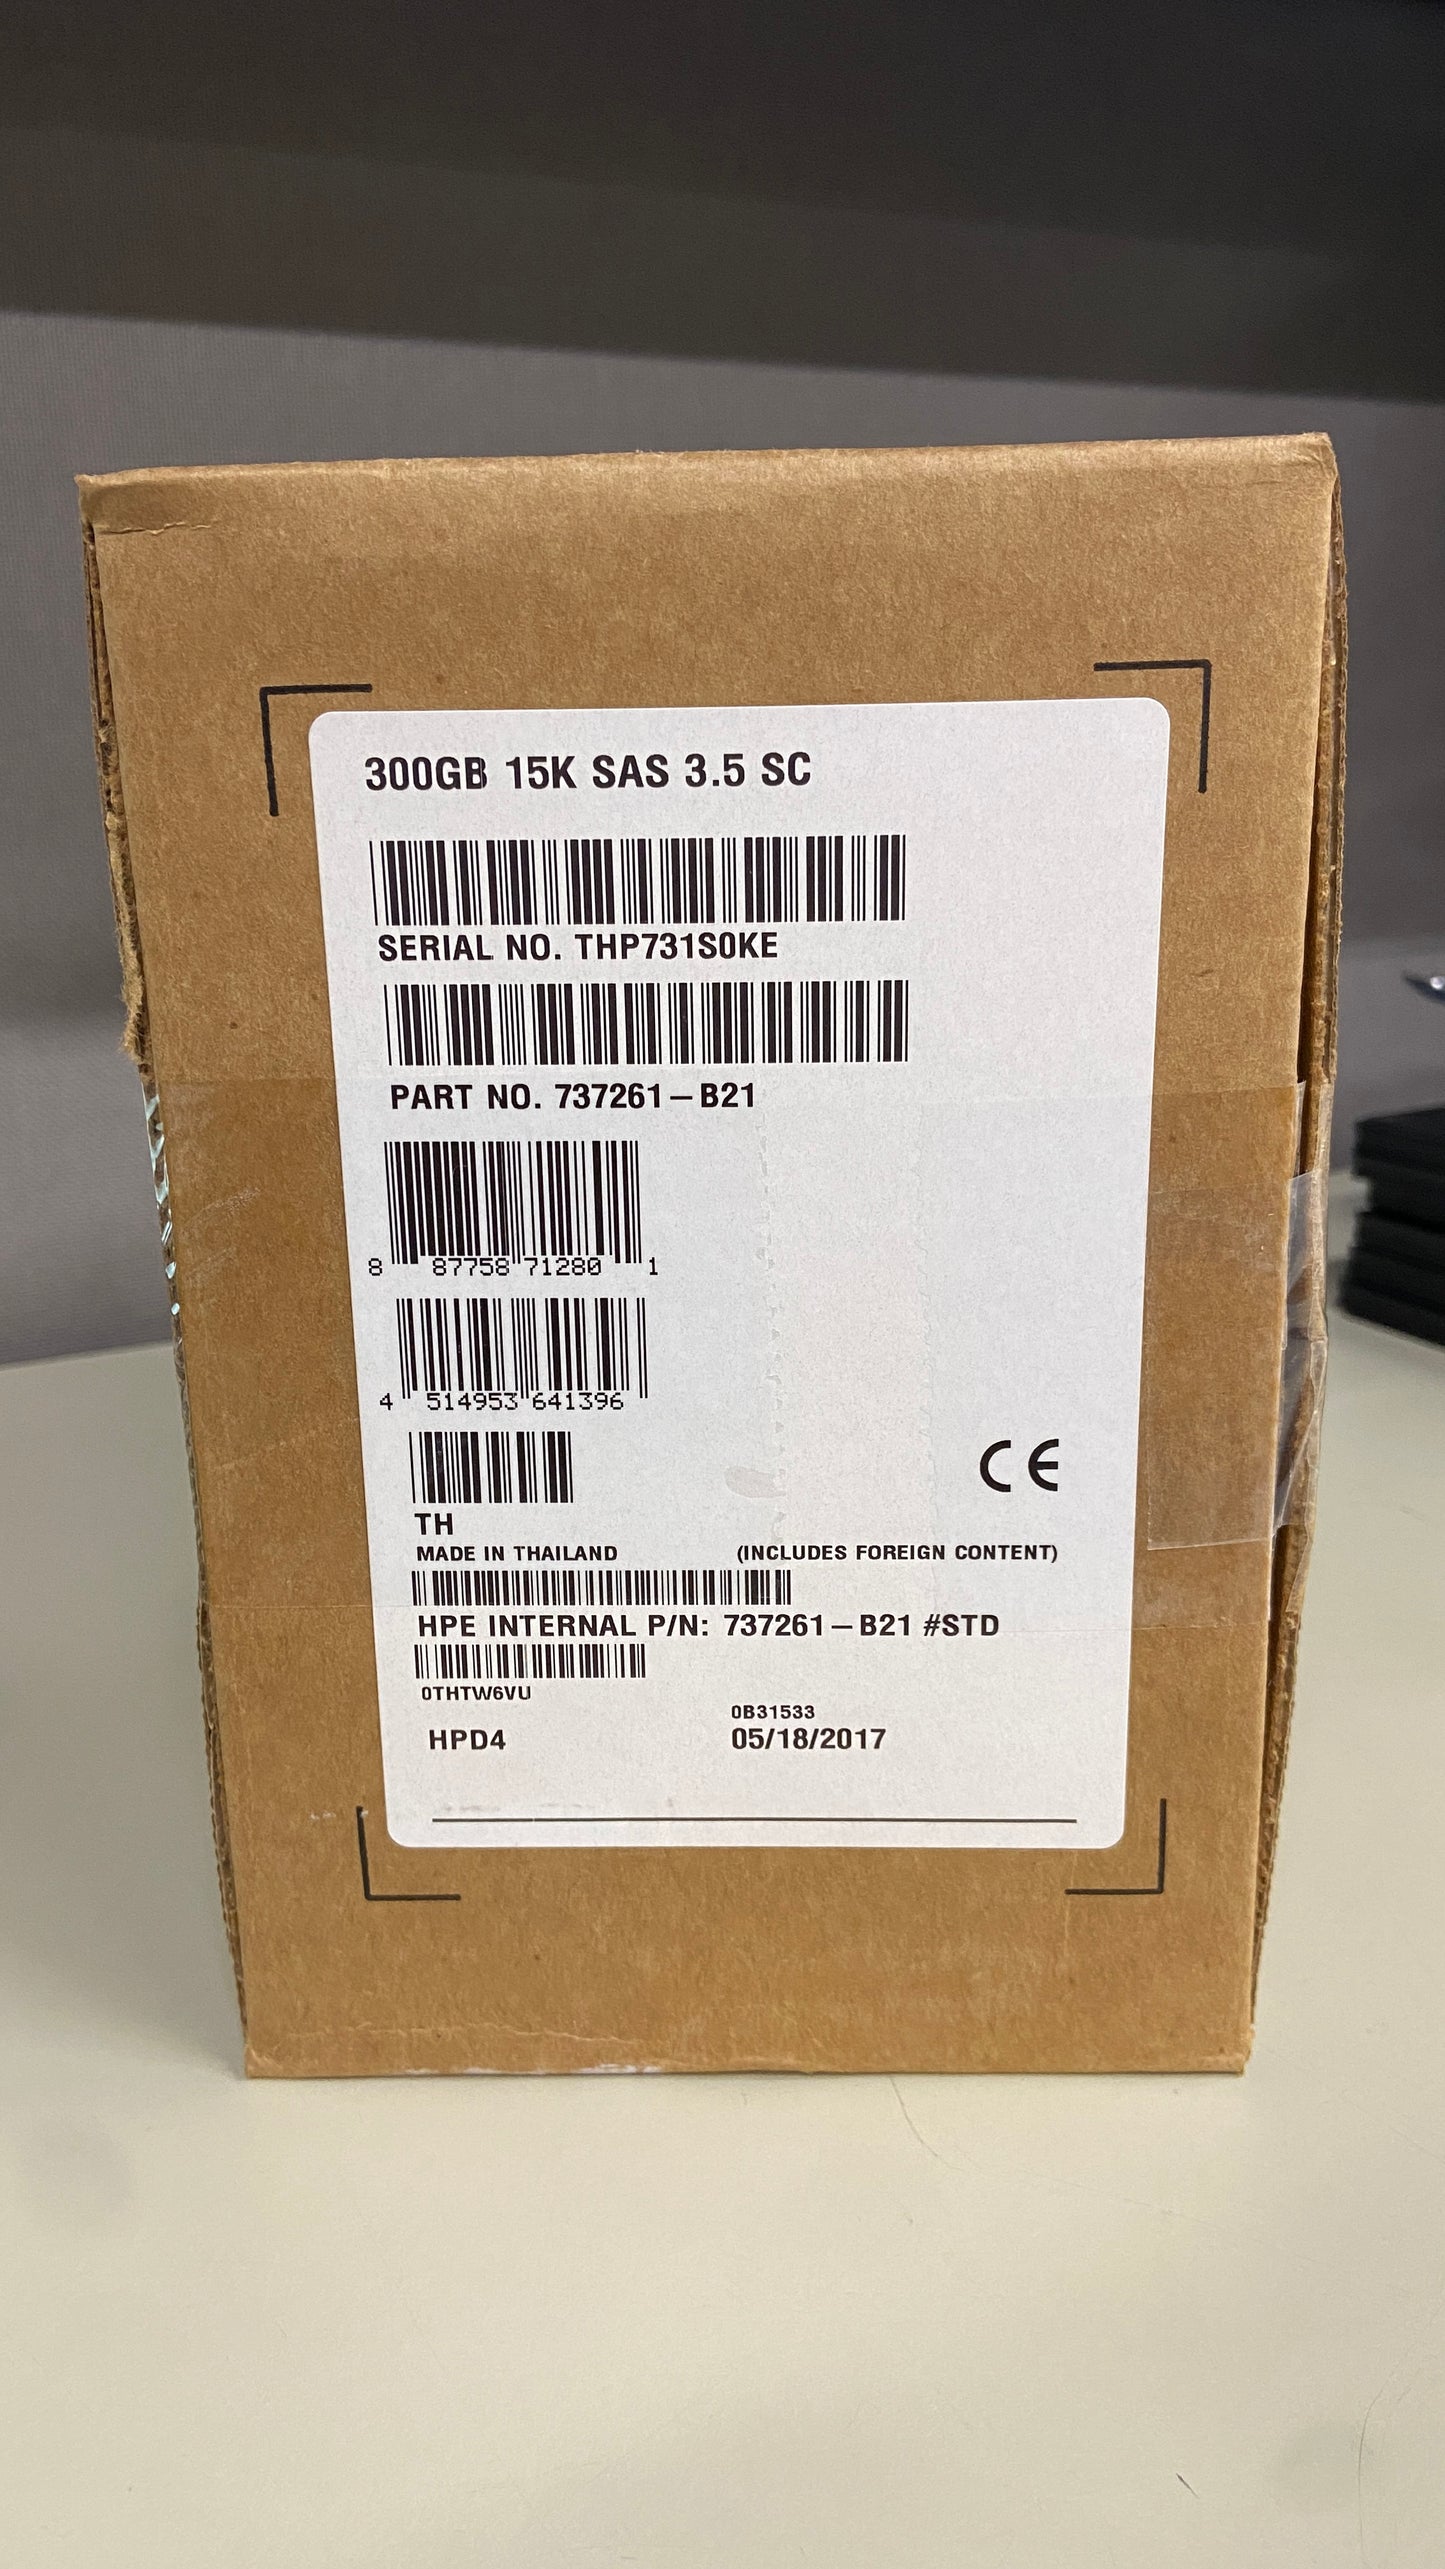 300GB 15K SAS 3.5 SC
SERIAL NO. THP731S0KE
PART NO. 737261-B21
8 87758 71280 1
4 514953 641396
CE
TH
MADE IN THAILAND (INCLUDES FOREIGN CONTENT)
HPE INTERNAL P/N: 737261-B21 #STD
0THTW6VU
0B31533
HPD4 05/18/2017